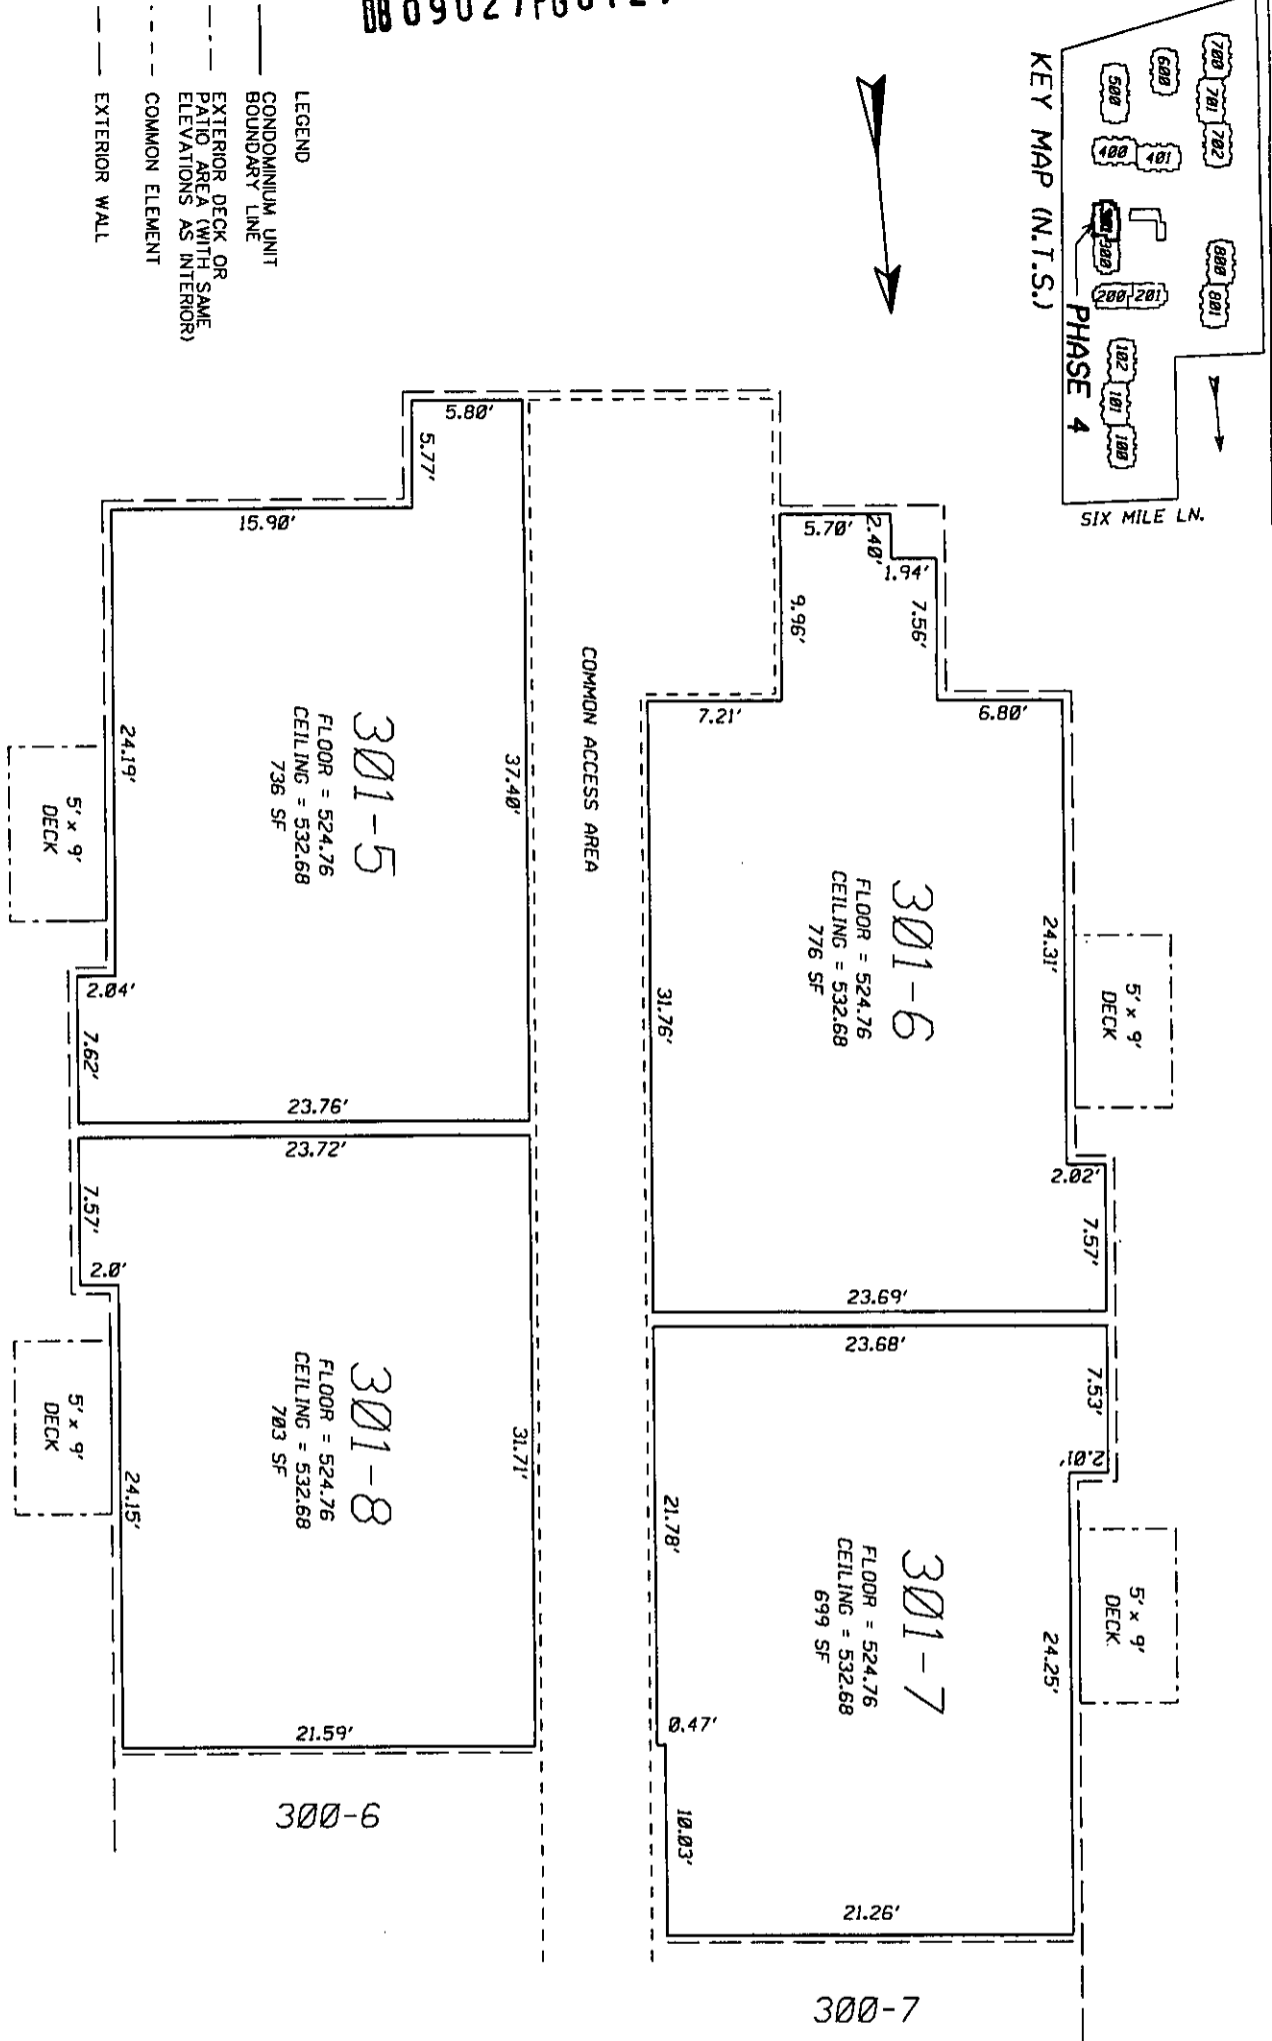 KEY MAP (N.T.S.)
700
701
702
600
500
400
401
300
800
801
200
201
102
101
100
PHASE 4
SIX MILE LN.
LEGEND
CONDOMINIUM UNIT
BOUNDARY LINE
EXTERIOR DECK OR
PATIO AREA (WITH SAME
ELEVATIONS AS INTERIOR)
COMMON ELEMENT
EXTERIOR WALL
5.80'
5.77'
15.90'
24.19'
37.40'
2.04'
7.62'
23.76'
301-5
FLOOR = 524.76
CEILING = 532.68
736 SF
5' x 9'
DECK
COMMON ACCESS AREA
5.70'
2.40'
1.94'
7.56'
9.96'
7.21'
6.80'
24.31'
31.76'
2.02'
7.57'
23.69'
301-6
FLOOR = 524.76
CEILING = 532.68
776 SF
5' x 9'
DECK
23.68'
7.53'
2.01'
24.25'
21.78'
0.47'
10.03'
21.26'
301-7
FLOOR = 524.76
CEILING = 532.68
699 SF
5' x 9'
DECK
300-7
23.72'
7.57'
2.0'
24.15'
31.71'
21.59'
301-8
FLOOR = 524.76
CEILING = 532.68
703 SF
5' x 9'
DECK
300-6